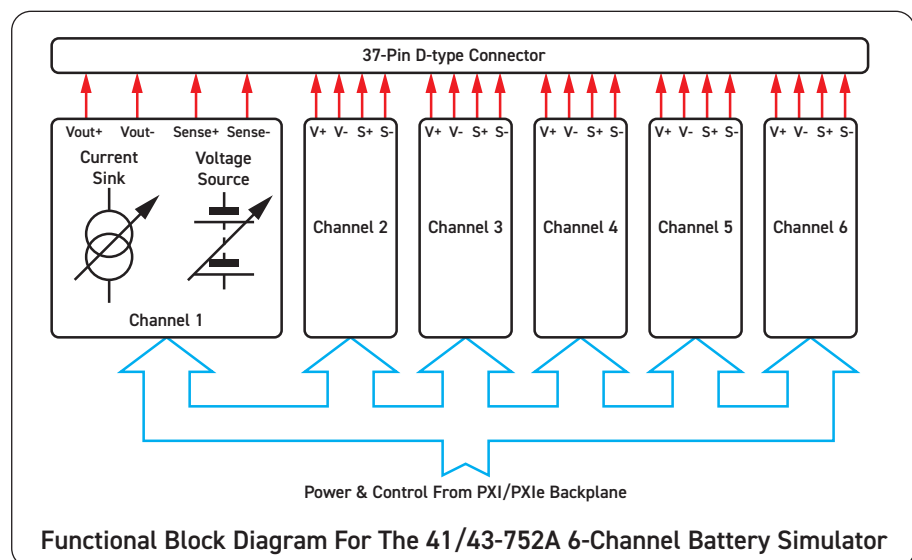 37-Pin D-type Connector
Vout+ Vout- Sense+ Sense- V+ V- S+ S- V+ V- S+ S- V+ V- S+ S- V+ V- S+ S- V+ V- S+ S-
Current Sink
Voltage Source
Channel 1
Channel 2
Channel 3
Channel 4
Channel 5
Channel 6
Power & Control From PXI/PXIe Backplane
Functional Block Diagram For The 41/43-752A 6-Channel Battery Simulator